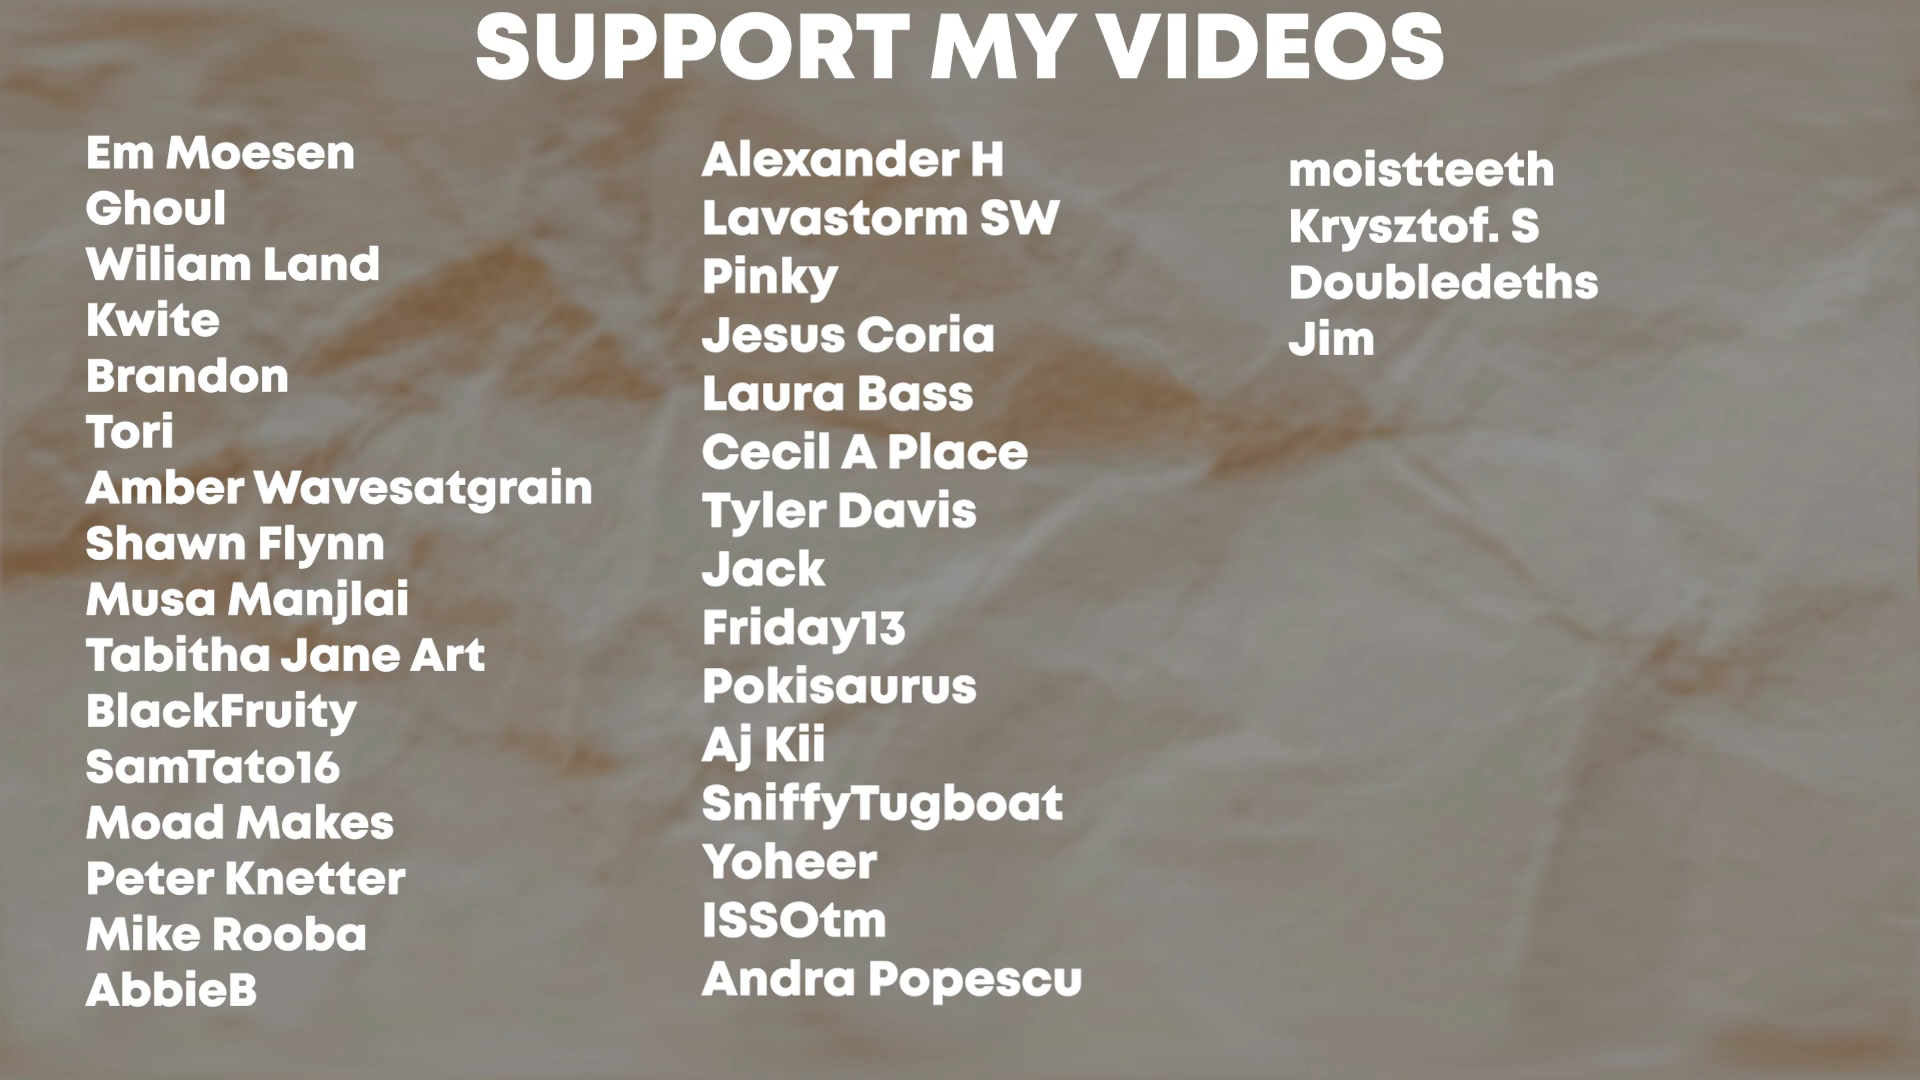 SUPPORT MY VIDEOS
Em Moesen
Ghoul
Wiliam Land
Kwite
Brandon
Tori
Amber Wavesatgrain
Shawn Flynn
Musa Manjlai
Tabitha Jane Art
BlackFruity
SamTato16
Moad Makes
Peter Knetter
Mike Rooba
AbbieB
Alexander H
Lavastorm SW
Pinky
Jesus Coria
Laura Bass
Cecil A Place
Tyler Davis
Jack
Friday13
Pokisaurus
Aj Kii
SniffyTugboat
Yoheer
ISSOtm
Andra Popescu
moistteeth
Krysztof. S
Doubledeths
Jim